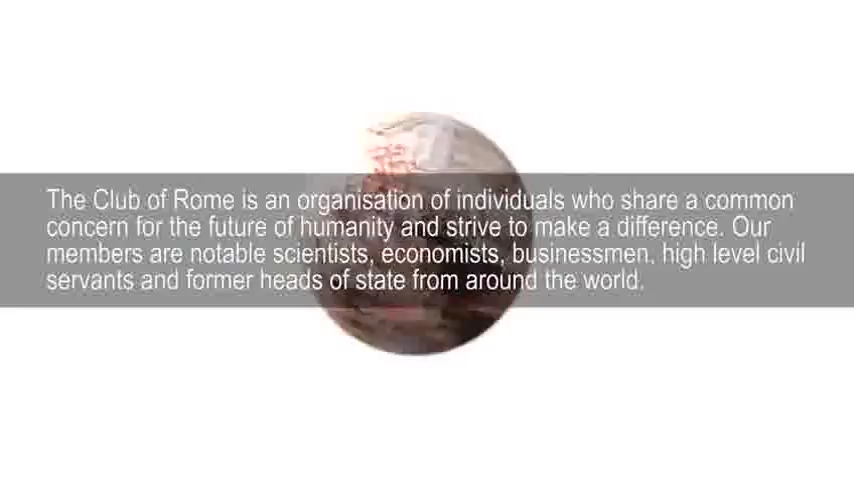 The Club of Rome is an organisation of individuals who share a common
concern for the future of humanity and strive to make a difference. Our
members are notable scientists, economists, businessmen, high level civil
servants and former heads of state from around the world.